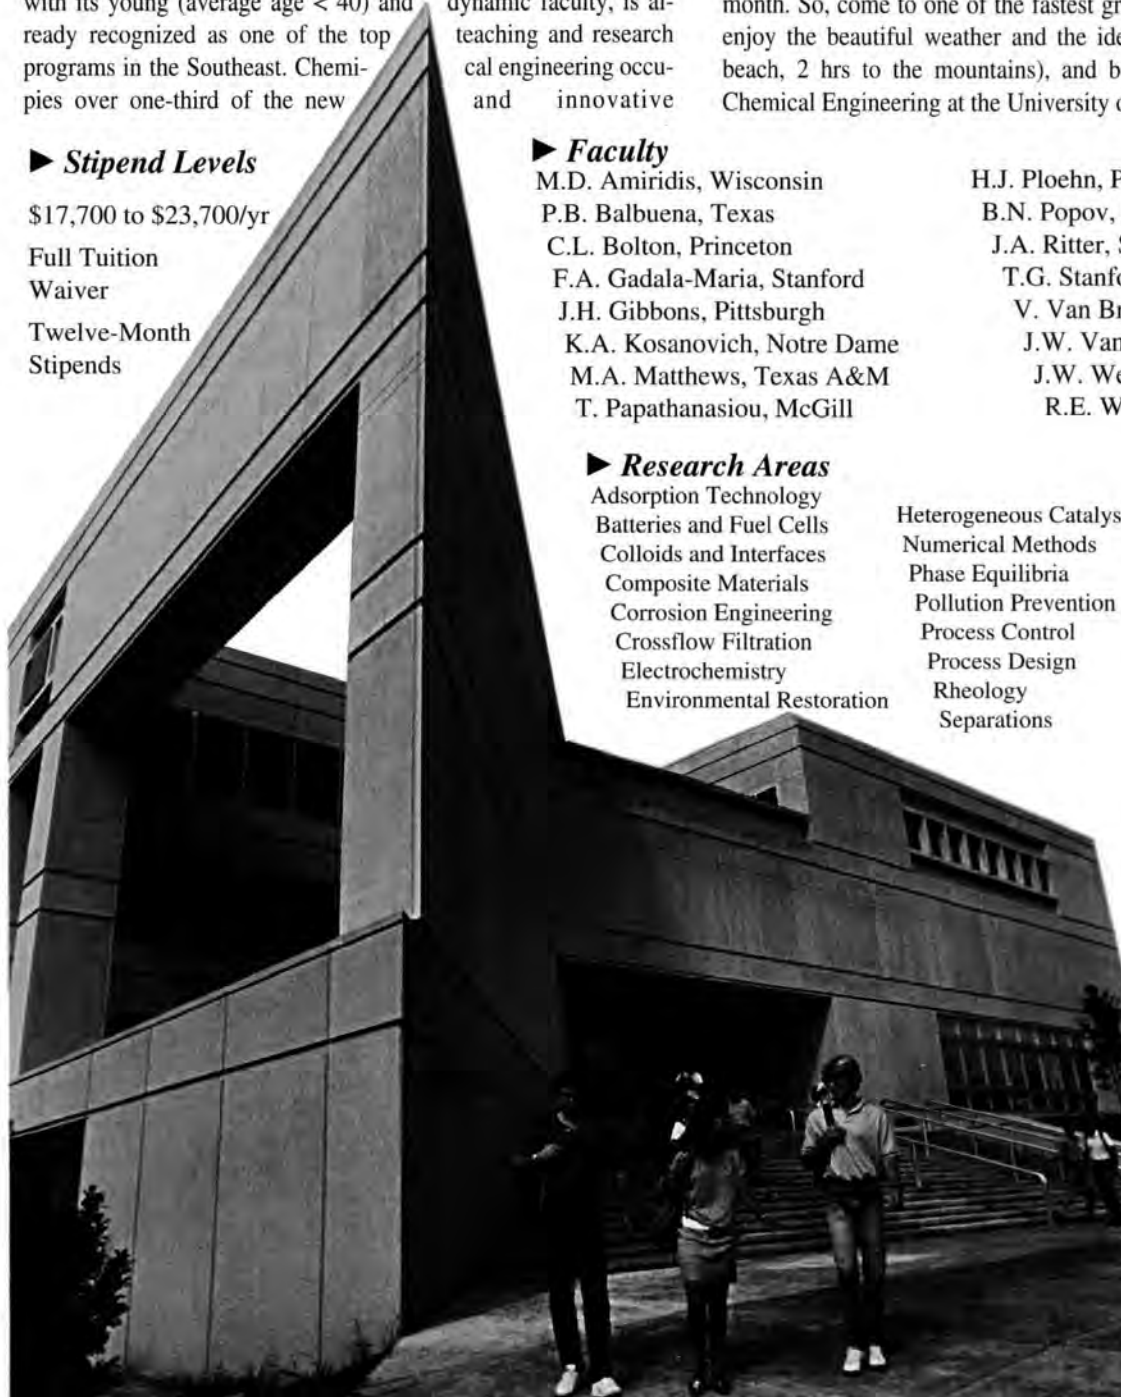 with its young (average age < 40) and dynamic faculty, is al-
ready recognized as one of the top teaching and research
programs in the Southeast. Chemi- cal engineering occu-
pies over one-third of the new and innovative
month. So, come to one of the fastest gr
enjoy the beautiful weather and the ide
beach, 2 hrs to the mountains), and b
Chemical Engineering at the University o
► Stipend Levels
$17,700 to $23,700/yr
Full Tuition
Waiver
Twelve-Month
Stipends
► Faculty
M.D. Amiridis, Wisconsin
P.B. Balbuena, Texas
C.L. Bolton, Princeton
F.A. Gadala-Maria, Stanford
J.H. Gibbons, Pittsburgh
K.A. Kosanovich, Notre Dame
M.A. Matthews, Texas A&M
T. Papathanasiou, McGill
H.J. Ploehn, P
B.N. Popov,
J.A. Ritter, S
T.G. Stanfo
V. Van Br
J.W. Van
J.W. We
R.E. W
► Research Areas
Adsorption Technology
Batteries and Fuel Cells
Colloids and Interfaces
Composite Materials
Corrosion Engineering
Crossflow Filtration
Electrochemistry
Environmental Restoration
Heterogeneous Catalys
Numerical Methods
Phase Equilibria
Pollution Prevention
Process Control
Process Design
Rheology
Separations